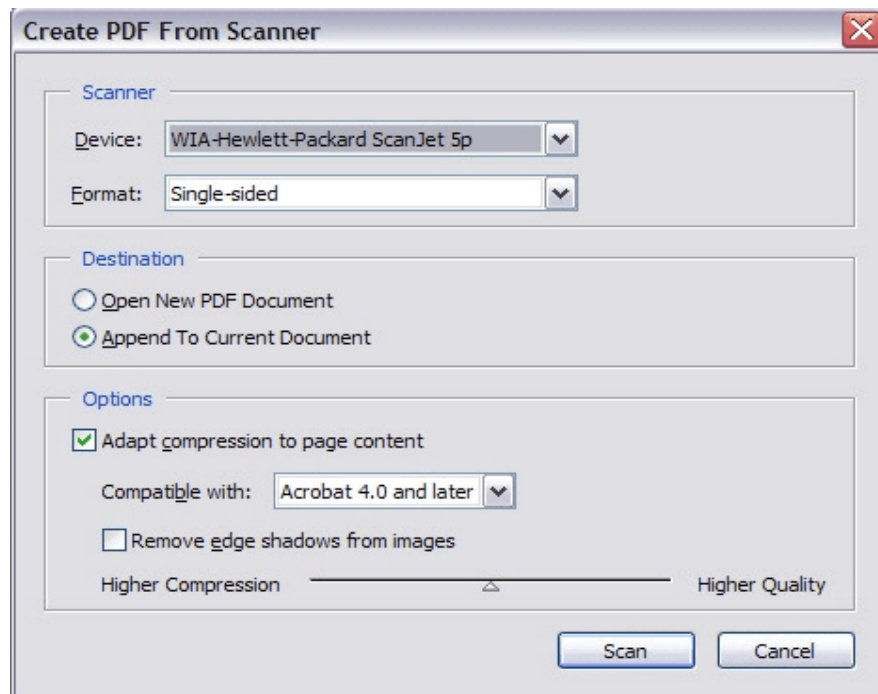 Create PDF From Scanner
Scanner
Device: WIA-Hewlett-Packard ScanJet 5p
Format: Single-sided
Destination
Open New PDF Document
Append To Current Document
Options
Adapt compression to page content
Compatible with: Acrobat 4.0 and later
Remove edge shadows from images
Higher Compression Higher Quality
Scan Cancel